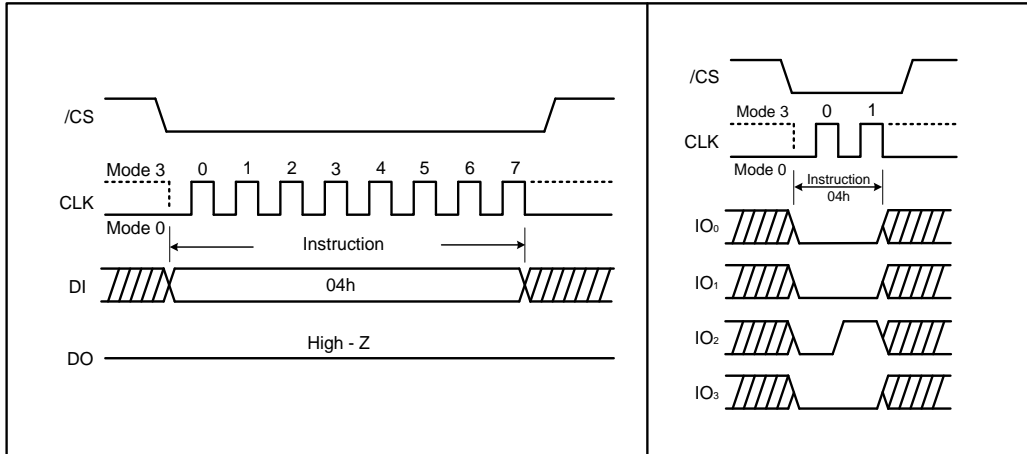 /CS
Mode 3
0 1 2 3 4 5 6 7
CLK
Mode 0
Instruction
DI
04h
High - Z
DO
/CS
Mode 3
0 1
CLK
Mode 0
Instruction
04h
IO₀
IO₁
IO₂
IO₃